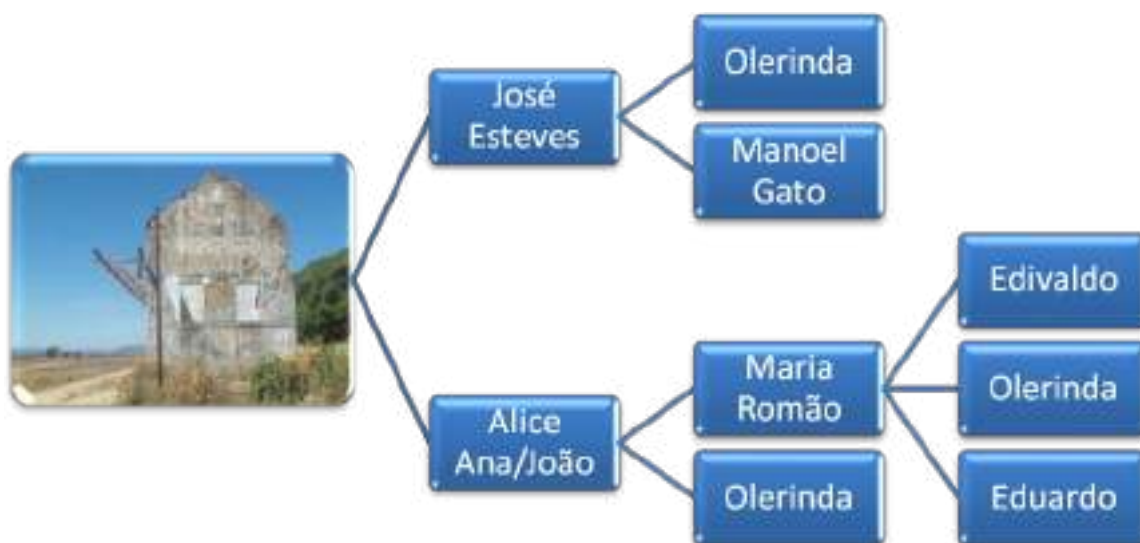 Olerinda
José
Esteves
Manoel
Gato
Edivaldo
Maria
Romão
Olerinda
Alice
Ana/João
Olerinda
Eduardo